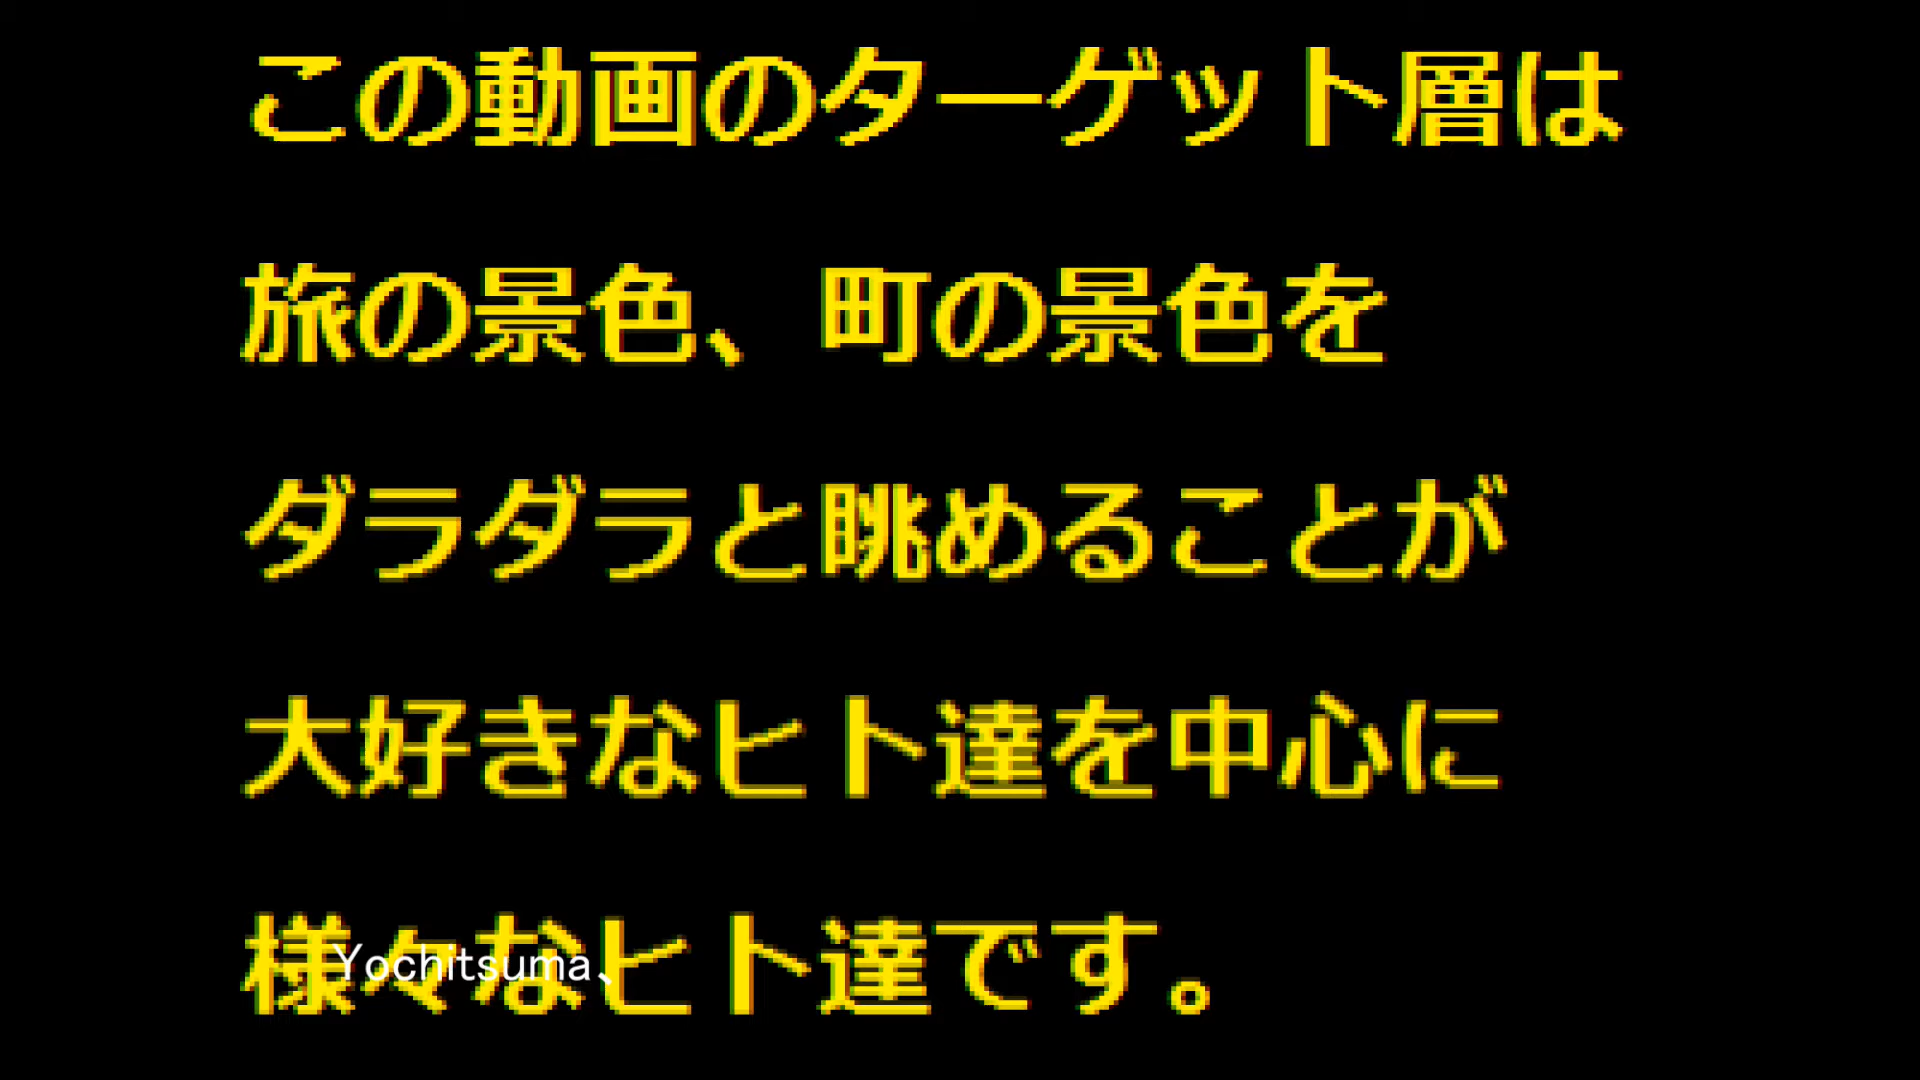 この動画のターゲット層は
旅の景色、町の景色を
ダラダラと眺めることが
大好きなヒト達を中心に
様々なヒト達です。
Yochitsuma、